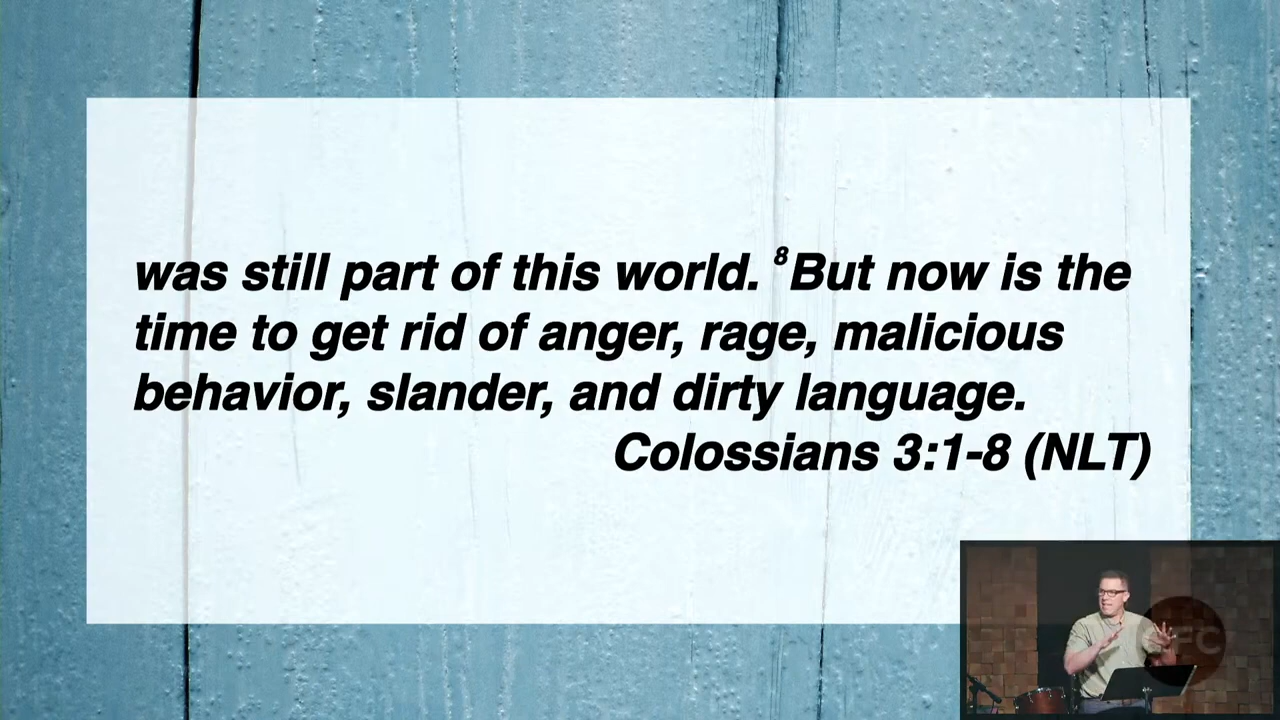 was still part of this world. ⁸But now is the
time to get rid of anger, rage, malicious
behavior, slander, and dirty language.
Colossians 3:1-8 (NLT)
FC